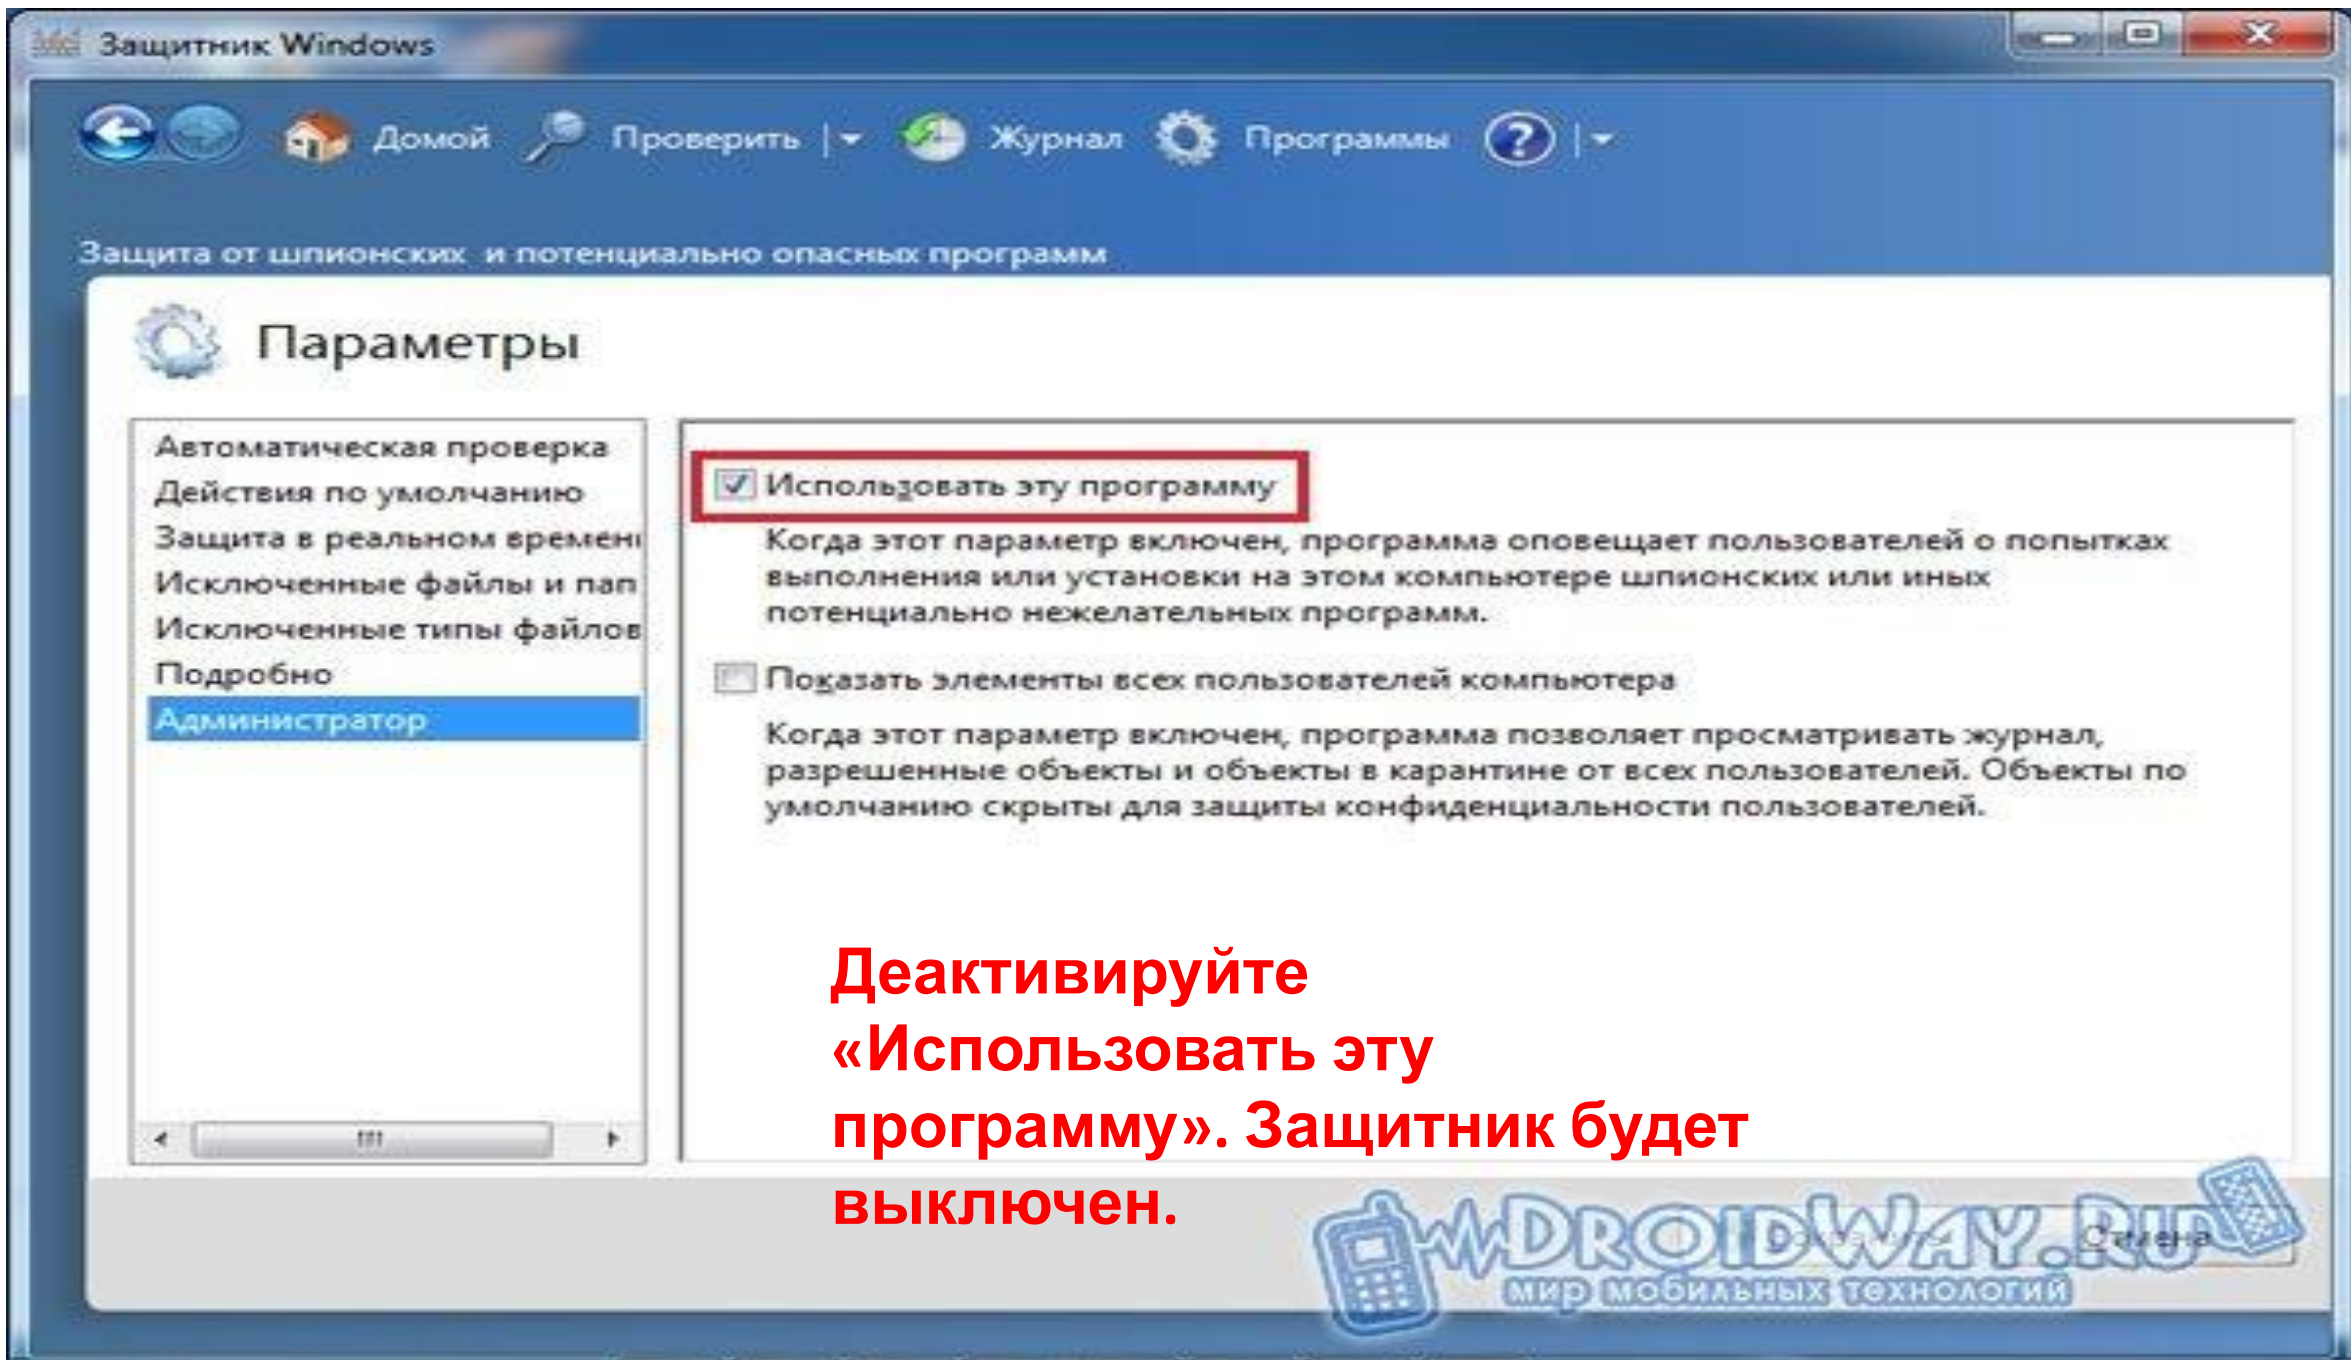 Защитник Windows
Домой Проверить Журнал Программы ?
Защита от шпионских и потенциально опасных программ
Параметры
Автоматическая проверка
Действия по умолчанию
Защита в реальном времени
Исключенные файлы и пап
Исключенные типы файлов
Подробно
Администратор
Использовать эту программу
Когда этот параметр включен, программа оповещает пользователей о попытках
выполнения или установки на этом компьютере шпионских или иных
потенциально нежелательных программ.
Показать элементы всех пользователей компьютера
Когда этот параметр включен, программа позволяет просматривать журнал,
разрешенные объекты и объекты в карантине от всех пользователей. Объекты по
умолчанию скрыты для защиты конфиденциальности пользователей.
Деактивируйте
«Использовать эту
программу». Защитник будет
выключен.
DROIDWAY.RU
Отмена
мир мобильных технологий